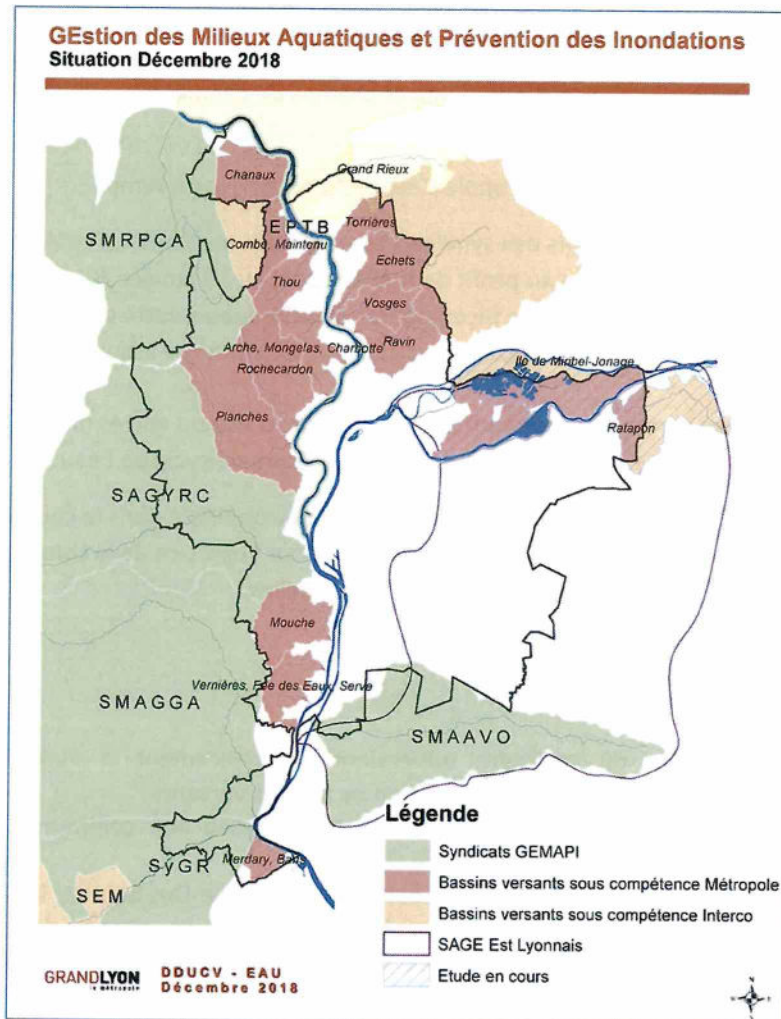 GEstion des Milieux Aquatiques et Prévention des Inondations
Situation Décembre 2018
Grand Rieux
Chanaux
EPTB
Torrières
SMRPCA
Combe, Maintenu
Echets
Thou
Vosges
Arche, Mongelas, Charbotte
Ravin
Ile de Miribel-Jonage
Rochecardon
Planches
Ratapon
SAGYRC
Mouche
Vernières, Fée des Eaux, Serve
SMAGGA
SMAAVO
Légende
SyGR
Merdary,
SEM
Syndicats GEMAPI
Bassins versants sous compétence Métropole
Bassins versants sous compétence Interco
SAGE Est Lyonnais
Etude en cours
GRANDLYON
la métropole
DDUCV - EAU
Décembre 2018
N